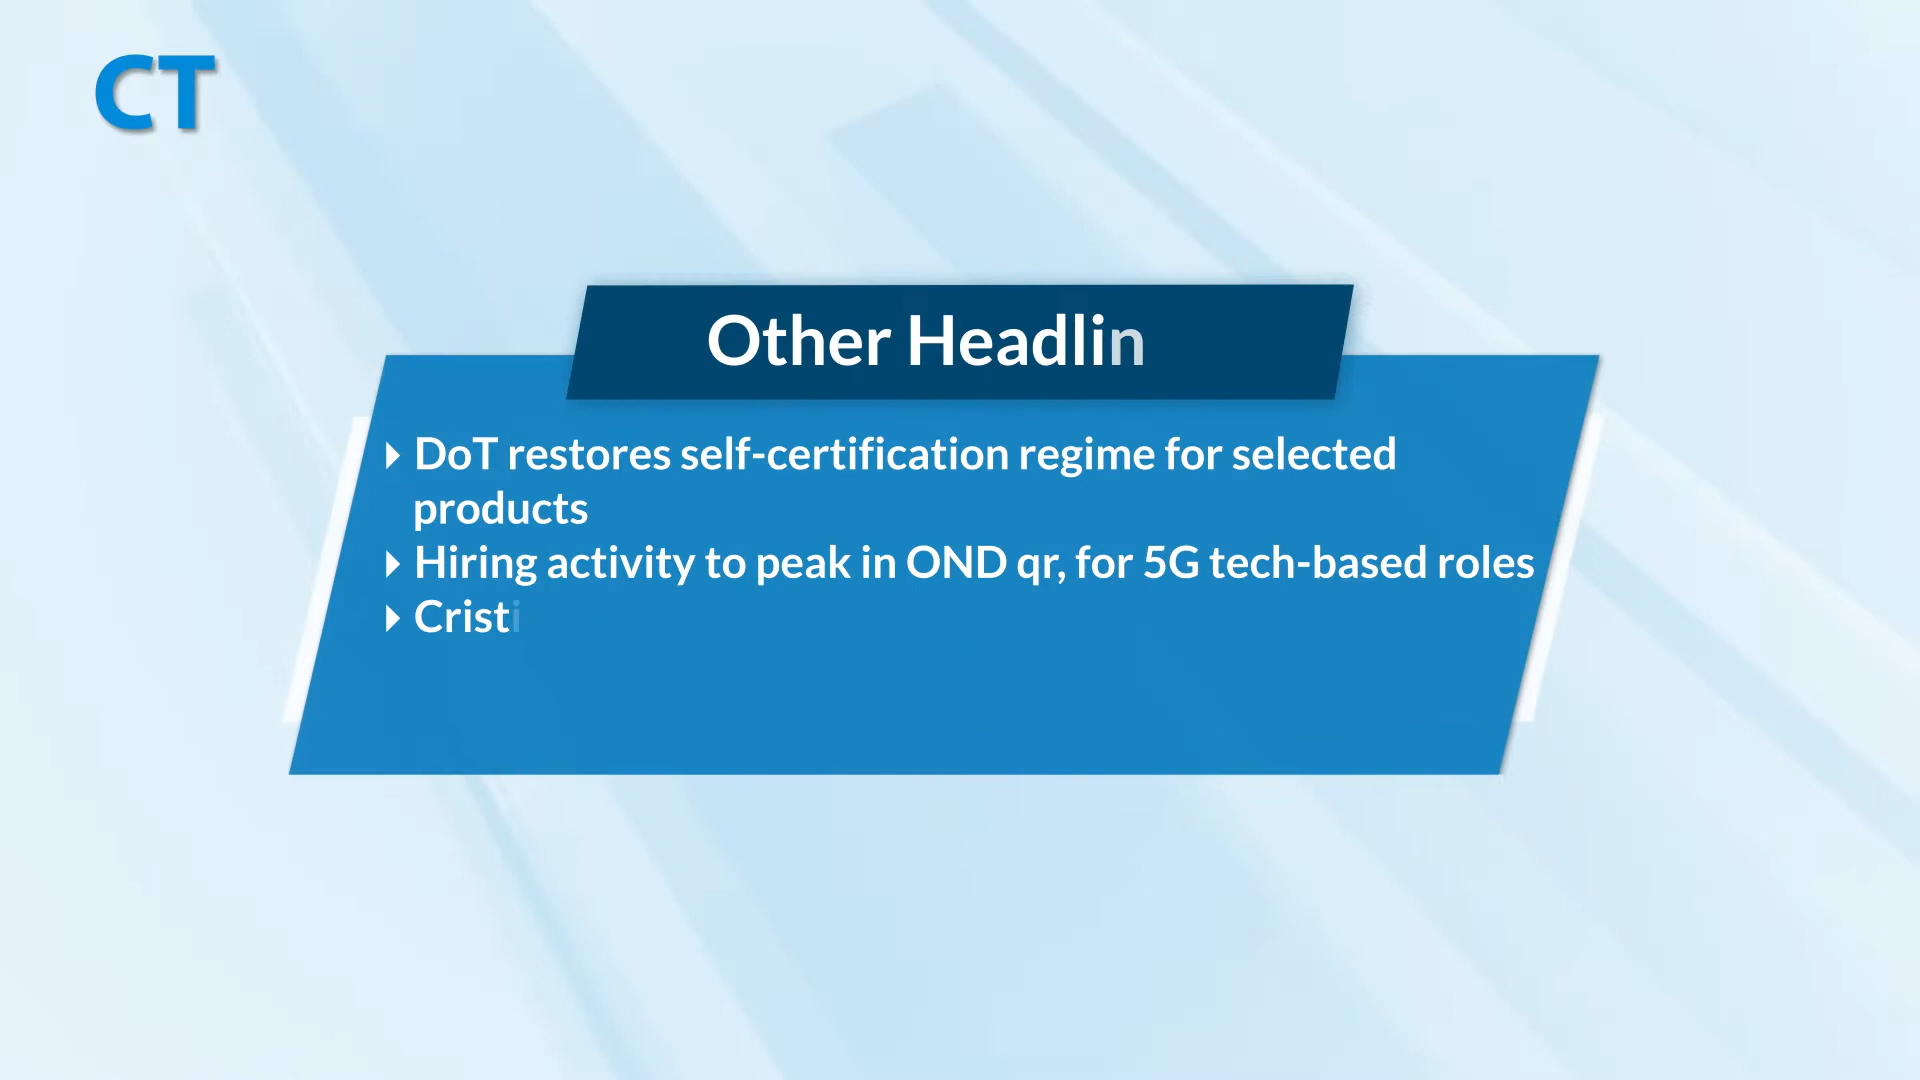 CT
Other Headlin
DoT restores self-certification regime for selected
products
Hiring activity to peak in OND qr, for 5G tech-based roles
Cristi